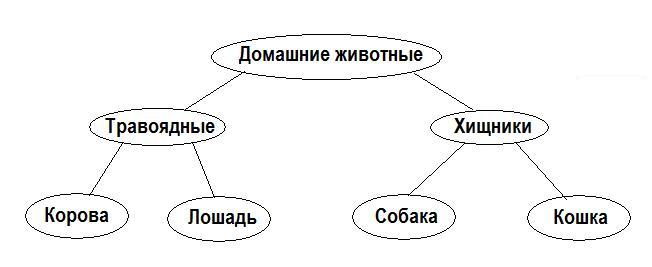 Домашние животные
Травоядные
Хищники
Корова
Лошадь
Собака
Кошка